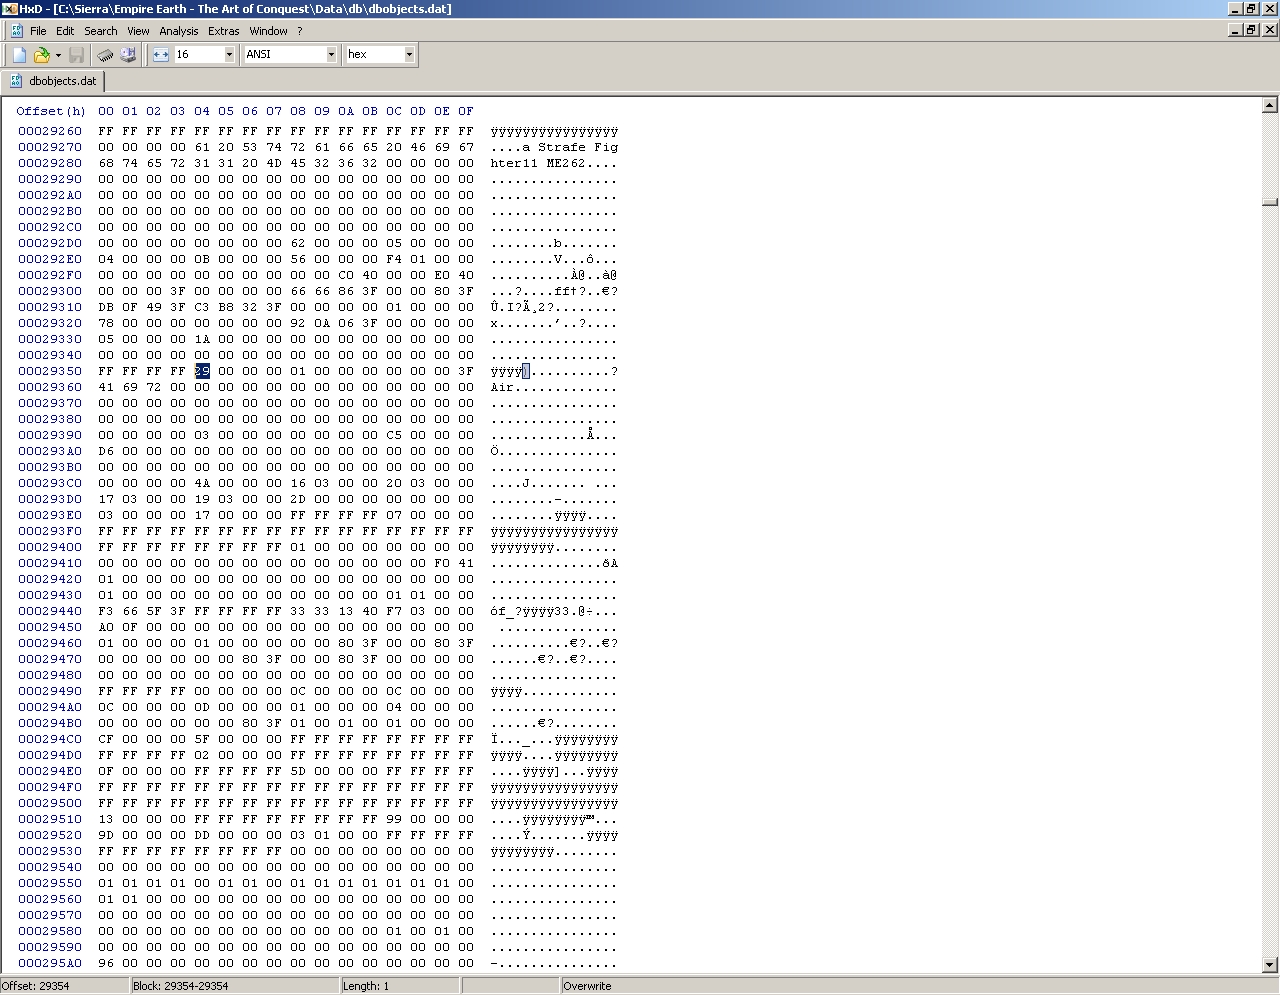 HxD - [C:\Sierra\Empire Earth - The Art of Conquest\Data\db\dbobjects.dat]
File Edit Search View Analysis Extras Window ?
16 ANSI hex
dbobjects.dat
Offset(h) 00 01 02 03 04 05 06 07 08 09 0A 0B 0C 0D 0E 0F
00029260 FF FF FF FF FF FF FF FF FF FF FF FF FF FF FF FF ÿÿÿÿÿÿÿÿÿÿÿÿÿÿÿÿ
00029270 00 00 00 00 61 20 53 74 72 61 66 65 20 46 69 67 ....a Strafe Fig
00029280 68 74 65 72 31 31 20 4D 45 32 36 32 00 00 00 00 hter11 ME262....
00029290 00 00 00 00 00 00 00 00 00 00 00 00 00 00 00 00 ................
000292A0 00 00 00 00 00 00 00 00 00 00 00 00 00 00 00 00 ................
000292B0 00 00 00 00 00 00 00 00 00 00 00 00 00 00 00 00 ................
000292C0 00 00 00 00 00 00 00 00 00 00 00 00 00 00 00 00 ................
000292D0 00 00 00 00 00 00 00 00 62 00 00 00 05 00 00 00 ........b.......
000292E0 04 00 00 00 0B 00 00 00 56 00 00 00 F4 01 00 00 ........V...ô...
000292F0 00 00 00 00 00 00 00 00 00 00 C0 40 00 00 E0 40 ..........À@..à@
00029300 00 00 00 3F 00 00 00 00 66 66 86 3F 00 00 80 3F ...?....ff†?..€?
00029310 DB 0F 49 3F C3 B8 32 3F 00 00 00 00 01 00 00 00 Û.I?Ã¸2?........
00029320 78 00 00 00 00 00 00 00 92 0A 06 3F 00 00 00 00 x.......’..?....
00029330 05 00 00 00 1A 00 00 00 00 00 00 00 00 00 00 00 ................
00029340 00 00 00 00 00 00 00 00 00 00 00 00 00 00 00 00 ................
00029350 FF FF FF FF 29 00 00 00 01 00 00 00 00 00 00 3F ÿÿÿÿ)..........?
00029360 41 69 72 00 00 00 00 00 00 00 00 00 00 00 00 00 Air.............
00029370 00 00 00 00 00 00 00 00 00 00 00 00 00 00 00 00 ................
00029380 00 00 00 00 00 00 00 00 00 00 00 00 00 00 00 00 ................
00029390 00 00 00 00 03 00 00 00 00 00 00 00 C5 00 00 00 ............Å...
000293A0 D6 00 00 00 00 00 00 00 00 00 00 00 00 00 00 00 Ö...............
000293B0 00 00 00 00 00 00 00 00 00 00 00 00 00 00 00 00 ................
000293C0 00 00 00 00 4A 00 00 00 16 03 00 00 20 03 00 00 ....J....... ...
000293D0 17 03 00 00 19 03 00 00 2D 00 00 00 00 00 00 00 ........-.......
000293E0 03 00 00 00 17 00 00 00 FF FF FF FF 07 00 00 00 ........ÿÿÿÿ....
000293F0 FF FF FF FF FF FF FF FF FF FF FF FF FF FF FF FF ÿÿÿÿÿÿÿÿÿÿÿÿÿÿÿÿ
00029400 FF FF FF FF FF FF FF FF 01 00 00 00 00 00 00 00 ÿÿÿÿÿÿÿÿ........
00029410 00 00 00 00 00 00 00 00 00 00 00 00 00 00 F0 41 ..............ðA
00029420 01 00 00 00 00 00 00 00 00 00 00 00 00 00 00 00 ................
00029430 01 00 00 00 00 00 00 00 00 00 00 00 01 01 00 00 ................
00029440 F3 66 5F 3F FF FF FF FF 33 33 13 40 F7 03 00 00 óf_?ÿÿÿÿ33.@÷...
00029450 A0 0F 00 00 00 00 00 00 00 00 00 00 00 00 00 00  ...............
00029460 01 00 00 00 01 00 00 00 00 00 80 3F 00 00 80 3F ..........€?..€?
00029470 00 00 00 00 00 00 80 3F 00 00 80 3F 00 00 00 00 ......€?..€?....
00029480 00 00 00 00 00 00 00 00 00 00 00 00 00 00 00 00 ................
00029490 FF FF FF FF 00 00 00 00 0C 00 00 00 0C 00 00 00 ÿÿÿÿ............
000294A0 0C 00 00 00 0D 00 00 00 01 00 00 00 04 00 00 00 ................
000294B0 00 00 00 00 00 00 80 3F 01 00 01 00 01 00 00 00 ......€?........
000294C0 CF 00 00 00 5F 00 00 00 FF FF FF FF FF FF FF FF Ï..._...ÿÿÿÿÿÿÿÿ
000294D0 FF FF FF FF 02 00 00 00 FF FF FF FF FF FF FF FF ÿÿÿÿ....ÿÿÿÿÿÿÿÿ
000294E0 0F 00 00 00 FF FF FF FF 5D 00 00 00 FF FF FF FF ....ÿÿÿÿ]...ÿÿÿÿ
000294F0 FF FF FF FF FF FF FF FF FF FF FF FF FF FF FF FF ÿÿÿÿÿÿÿÿÿÿÿÿÿÿÿÿ
00029500 FF FF FF FF FF FF FF FF FF FF FF FF FF FF FF FF ÿÿÿÿÿÿÿÿÿÿÿÿÿÿÿÿ
00029510 13 00 00 00 FF FF FF FF FF FF FF FF 99 00 00 00 ....ÿÿÿÿÿÿÿÿ™...
00029520 9D 00 00 00 DD 00 00 00 03 01 00 00 FF FF FF FF ....Ý.......ÿÿÿÿ
00029530 FF FF FF FF FF FF FF FF 00 00 00 00 00 00 00 00 ÿÿÿÿÿÿÿÿ........
00029540 00 00 00 00 00 00 00 00 00 00 00 00 00 00 00 00 ................
00029550 01 01 01 01 00 01 01 00 01 01 01 01 01 01 01 00 ................
00029560 01 01 00 00 00 00 00 00 00 00 00 00 00 00 00 00 ................
00029570 00 00 00 00 00 00 00 00 00 00 00 00 00 00 00 00 ................
00029580 00 00 00 00 00 00 00 00 00 00 00 00 01 00 01 00 ................
00029590 00 00 00 00 00 00 00 00 00 00 00 00 00 00 00 00 ................
000295A0 96 00 00 00 00 00 00 00 00 00 00 00 00 00 00 00 –...............
Offset: 29354 Block: 29354-29354 Length: 1 Overwrite